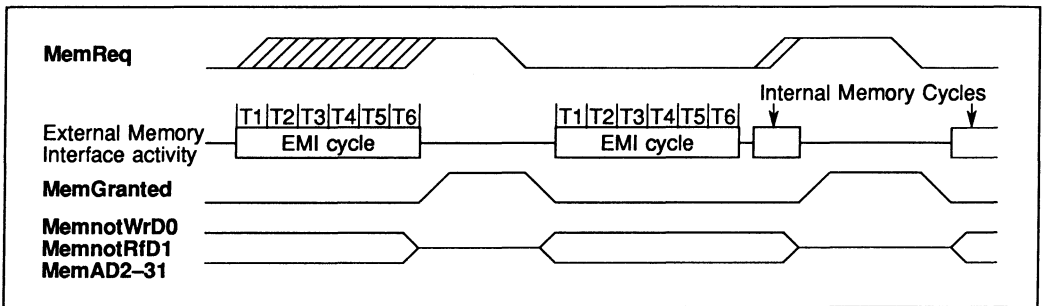 MemReq
Internal Memory Cycles
T1 T2 T3 T4 T5 T6
T1 T2 T3 T4 T5 T6
External Memory
Interface activity
EMI cycle
EMI cycle
MemGranted
MemnotWrD0
MemnotRfD1
MemAD2–31